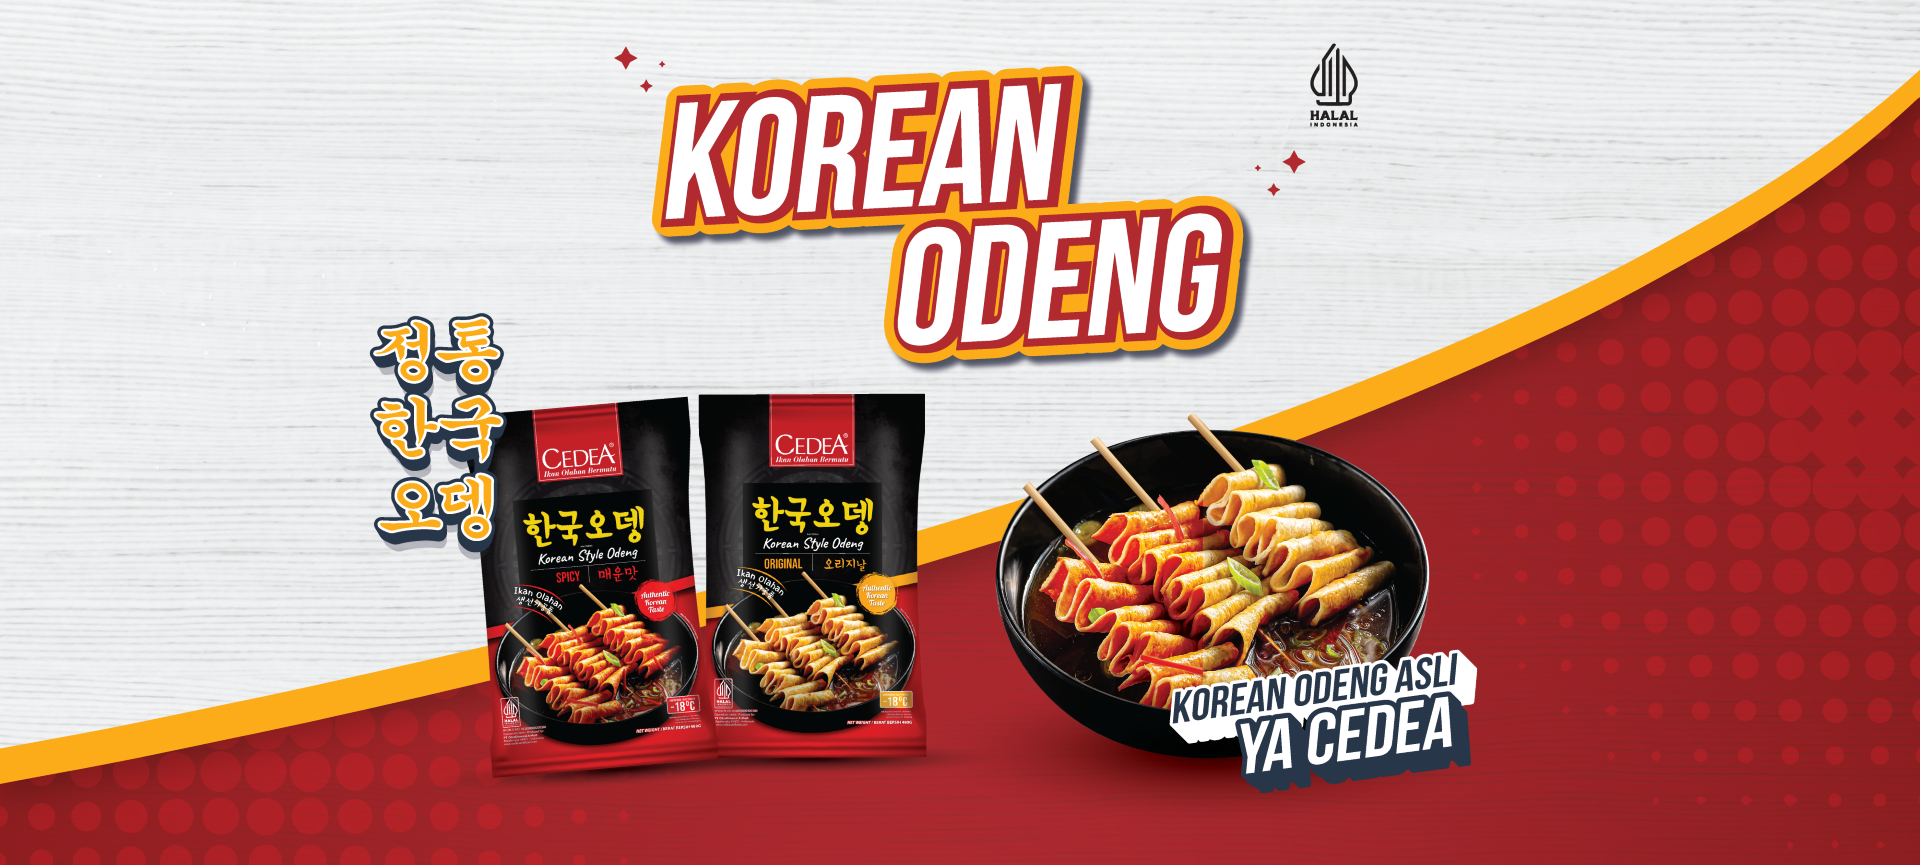 KOREAN
ODENG
HALAL
INDONESIA
정통
한국
오뎅
CEDEA®
Ikan Olahan Bermutu
한국오뎅
Korean Style Odeng
SPICY | 매운맛
Ikan Olahan
Authentic
Korean
Taste
HALAL
-18°C
CEDEA®
Ikan Olahan Bermutu
한국오뎅
Korean Style Odeng
ORIGINAL | 오리지날
Ikan Olahan
Authentic
Korean
Taste
HALAL
-18°C
KOREAN ODENG ASLI
YA CEDEA